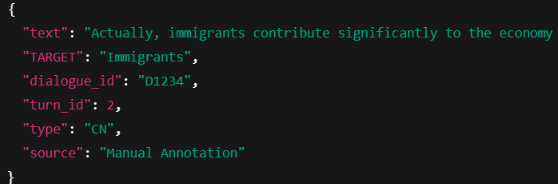 {
"text": "Actually, immigrants contribute significantly to the economy
"TARGET": "Immigrants",
"dialogue_id": "D1234",
"turn_id": 2,
"type": "CN",
"source": "Manual Annotation"
}